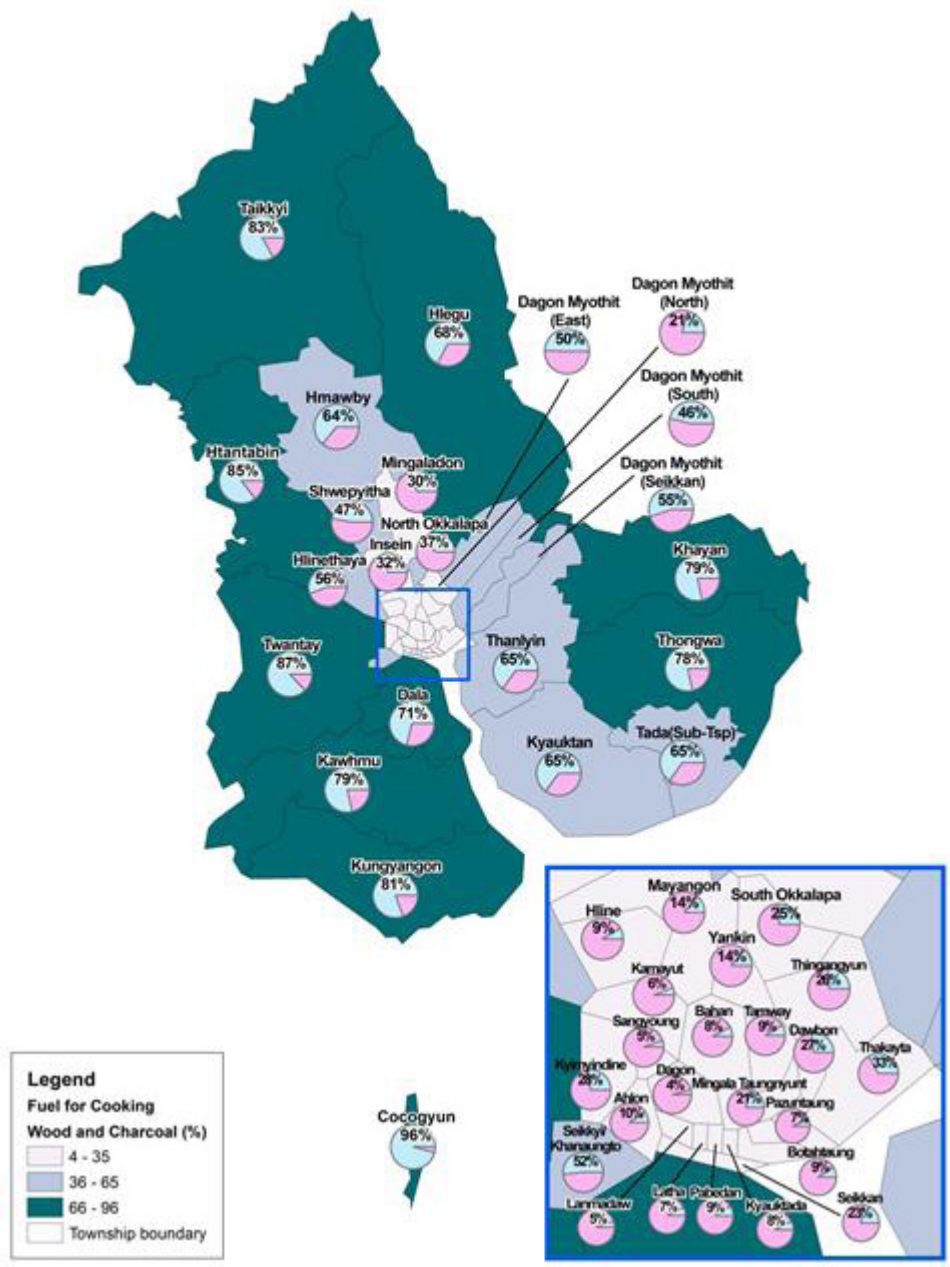 Taikkyi
83%
Hlegu
68%
Dagon Myothit
(East)
50%
Dagon Myothit
(North)
21%
Dagon Myothit
(South)
46%
Dagon Myothit
(Seikkan)
55%
Hmawby
64%
Htantabin
85%
Mingaladon
30%
Shwepyitha
47%
North Okkalapa
37%
Insein
32%
Hlinethaya
56%
Khayan
79%
Twantay
87%
Thanlyin
65%
Thongwa
78%
Dala
71%
Kyauktan
65%
Tada(Sub-Tsp)
65%
Kawhmu
79%
Kungyangon
81%
Cocogyun
96%
Mayangon
14%
South Okkalapa
25%
Hline
9%
Yankin
14%
Kamayut
6%
Thingangyun
20%
Sangyoung
5%
Bahan
8%
Tamway
9%
Dawbon
27%
Thakayta
33%
Kyimyindine
28%
Dagon
4%
Mingala Taungnyunt
21%
Ahlon
10%
Pazuntaung
7%
Seikkyi/
Khanaungto
52%
Botahtaung
9%
Lanmadaw
5%
Latha
7%
Pabedan
9%
Kyauktada
8%
Seikkan
23%
Legend
Fuel for Cooking
Wood and Charcoal (%)
4 - 35
36 - 65
66 - 96
Township boundary